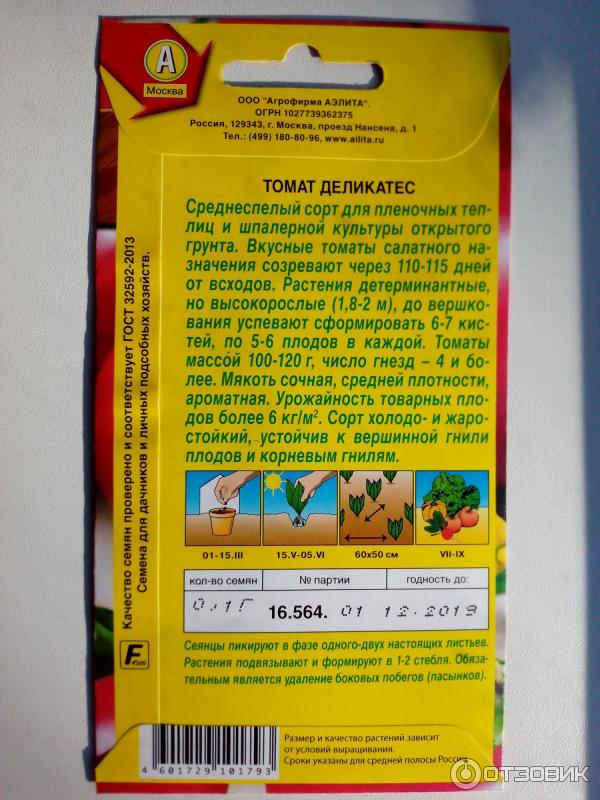 А
Москва
ООО "Агрофирма АЭЛИТА".
ОГРН 1027739362375
Россия, 129343, г. Москва, проезд Нансена, д. 1
Тел.: (499) 180-80-96, www.ailita.ru
ТОМАТ ДЕЛИКАТЕС
Среднеспелый сорт для пленочных теп-
лиц и шпалерной культуры открытого
грунта. Вкусные томаты салатного на-
значения созревают через 110-115 дней
от всходов. Растения детерминантные,
но высокорослые (1,8-2 м), до вершко-
вания успевают сформировать 6-7 кис-
тей, по 5-6 плодов в каждой. Томаты
массой 100-120 г, число гнезд – 4 и бо-
лее. Мякоть сочная, средней плотности,
ароматная. Урожайность товарных пло-
дов более 6 кг/м². Сорт холодо- и жаро-
стойкий, устойчив к вершинной гнили
плодов и корневым гнилям.
01-15.III
15.V-05.VI
60x50 см
VII-IX
кол-во семян
№ партии
годность до:
0,1Г
16.564.
01
12.2019
Сеянцы пикируют в фазе одного-двух настоящих листьев.
Растения подвязывают и формируют в 1-2 стебля. Обяза-
тельным является удаление боковых побегов (пасынков).
Качество семян проверено и соответствует ГОСТ 32592-2013
Семена для дачников и личных подсобных хозяйств.
F euro
4 601729 101793
Размер и качество растений зависит
от условий выращивания.
Сроки указаны для средней полосы России
ОТЗОВИК